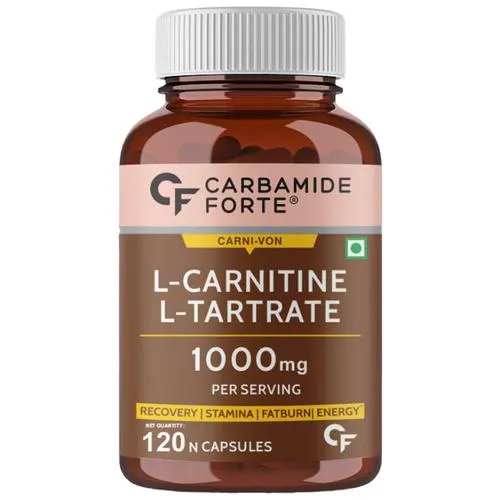 CF CARBAMIDE
FORTE®
CARNI-VON
L-CARNITINE
L-TARTRATE
1000mg
PER SERVING
RECOVERY | STAMINA | FATBURN | ENERGY*
NET QUANTITY:
120 N CAPSULES
CF